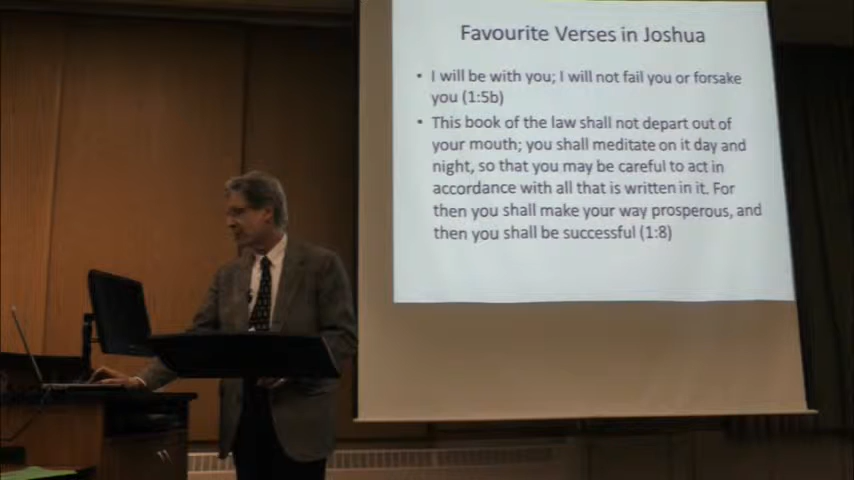 Favourite Verses in Joshua
• I will be with you; I will not fail you or forsake
you (1:5b)
• This book of the law shall not depart out of
your mouth; you shall meditate on it day and
night, so that you may be careful to act in
accordance with all that is written in it. For
then you shall make your way prosperous, and
then you shall be successful (1:8)